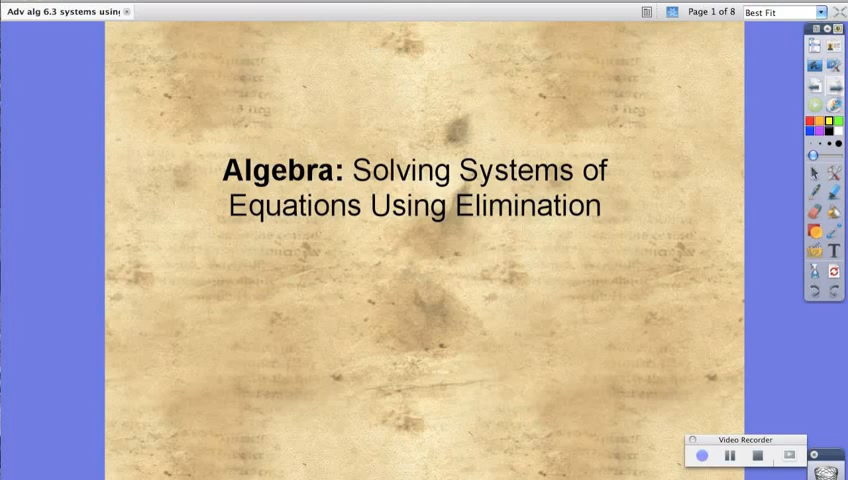 Adv alg 6.3 systems using
Page 1 of 8
Best Fit
Algebra: Solving Systems of
Equations Using Elimination
T
Video Recorder